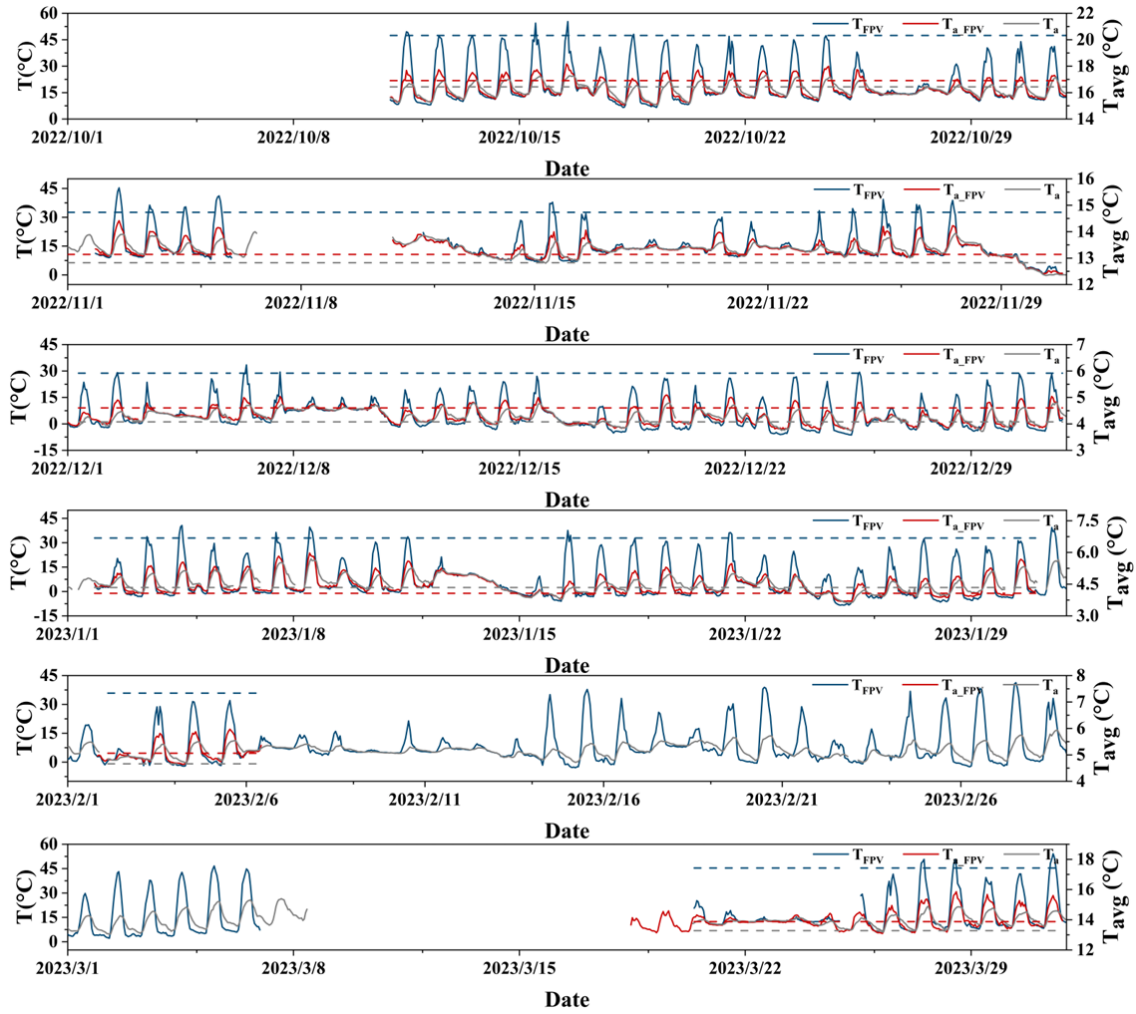 T(°C)
60
45
30
15
0
T_FPV T_a_FPV T_a
22
20
18
16
14
Tavg (°C)
2022/10/1 2022/10/8 2022/10/15 2022/10/22 2022/10/29
Date
T(°C)
45
30
15
0
T_FPV T_a_FPV T_a
16
15
14
13
12
Tavg (°C)
2022/11/1 2022/11/8 2022/11/15 2022/11/22 2022/11/29
Date
T(°C)
45
30
15
0
-15
T_FPV T_a_FPV T_a
7
6
5
4
3
Tavg (°C)
2022/12/1 2022/12/8 2022/12/15 2022/12/22 2022/12/29
Date
T(°C)
45
30
15
0
-15
T_FPV T_a_FPV T_a
7.5
6.0
4.5
3.0
Tavg (°C)
2023/1/1 2023/1/8 2023/1/15 2023/1/22 2023/1/29
Date
T(°C)
45
30
15
0
T_FPV T_a_FPV T_a
8
7
6
5
4
Tavg (°C)
2023/2/1 2023/2/6 2023/2/11 2023/2/16 2023/2/21 2023/2/26
Date
T(°C)
60
45
30
15
0
T_FPV T_a_FPV T_a
18
16
14
12
Tavg (°C)
2023/3/1 2023/3/8 2023/3/15 2023/3/22 2023/3/29
Date